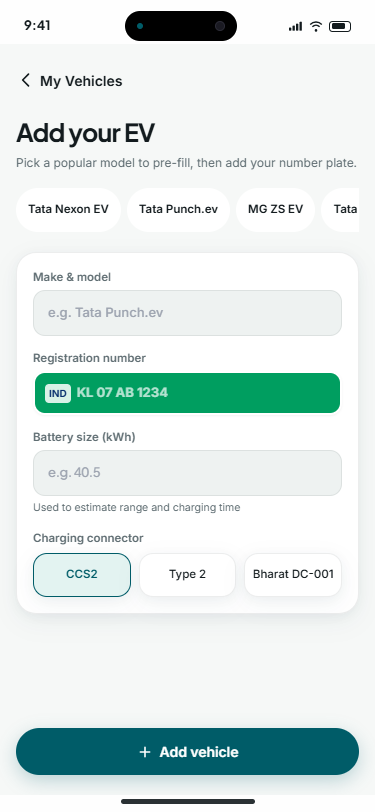 9:41
My Vehicles
Add your EV
Pick a popular model to pre-fill, then add your number plate.
Tata Nexon EV Tata Punch.ev MG ZS EV Tata
Make & model
e.g. Tata Punch.ev
Registration number
IND KL 07 AB 1234
Battery size (kWh)
e.g. 40.5
Used to estimate range and charging time
Charging connector
CCS2 Type 2 Bharat DC-001
+ Add vehicle